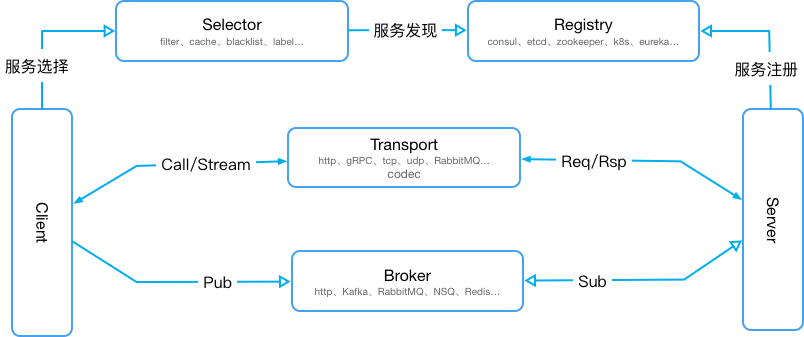 Selector
filter、cache、blacklist、label...
服务发现
Registry
consul、etcd、zookeeper、k8s、eureka...
服务选择
服务注册
Client
Call/Stream
Transport
http、gRPC、tcp、udp、RabbitMQ...
codec
Req/Rsp
Server
Pub
Broker
http、Kafka、RabbitMQ、NSQ、Redis...
Sub